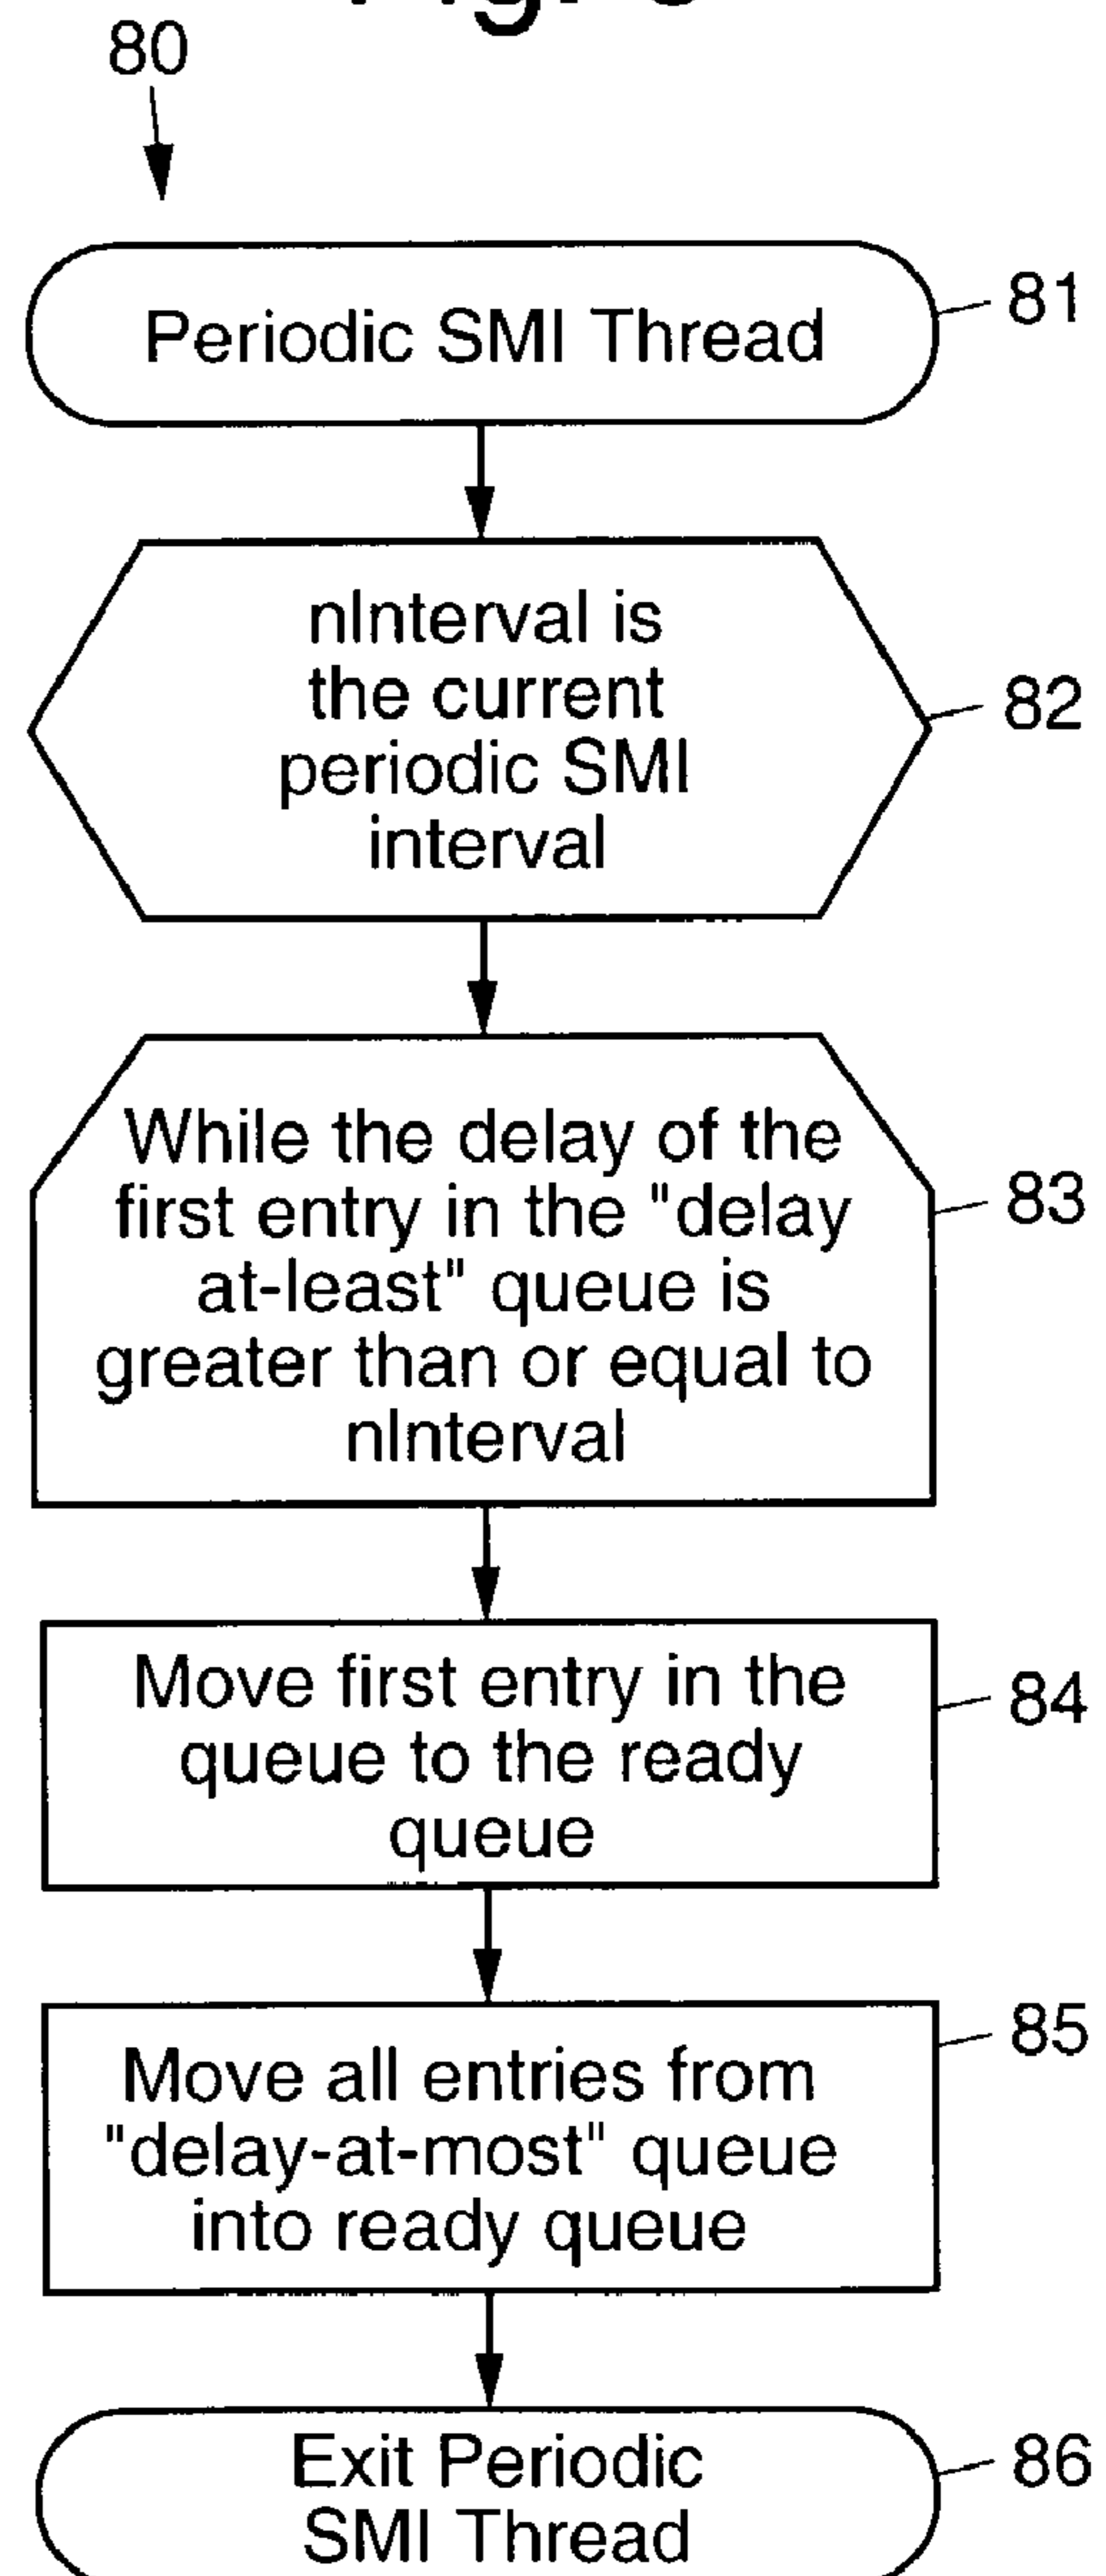 80
Periodic SMI Thread
81
nInterval is
the current
periodic SMI
interval
82
While the delay of the
first entry in the "delay
at-least" queue is
greater than or equal to
nInterval
83
Move first entry in the
queue to the ready
queue
84
Move all entries from
"delay-at-most" queue
into ready queue
85
Exit Periodic
SMI Thread
86